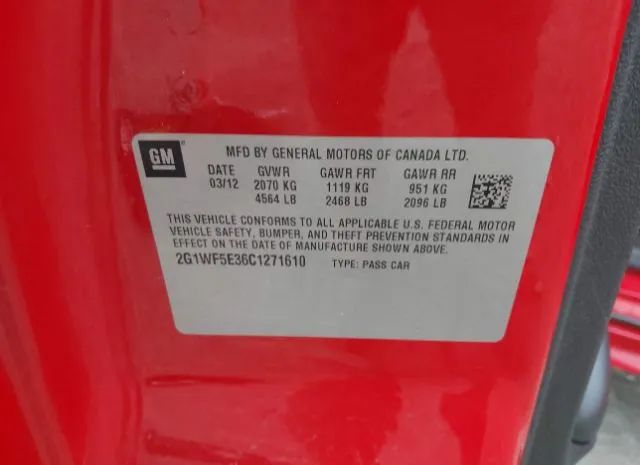 GM
MFD BY GENERAL MOTORS OF CANADA LTD.
DATE GVWR GAWR FRT GAWR RR
03/12 2070 KG 1119 KG 951 KG
4564 LB 2468 LB 2096 LB
THIS VEHICLE CONFORMS TO ALL APPLICABLE U.S. FEDERAL MOTOR
VEHICLE SAFETY, BUMPER, AND THEFT PREVENTION STANDARDS IN
EFFECT ON THE DATE OF MANUFACTURE SHOWN ABOVE.
2G1WF5E36C1271610 TYPE: PASS CAR